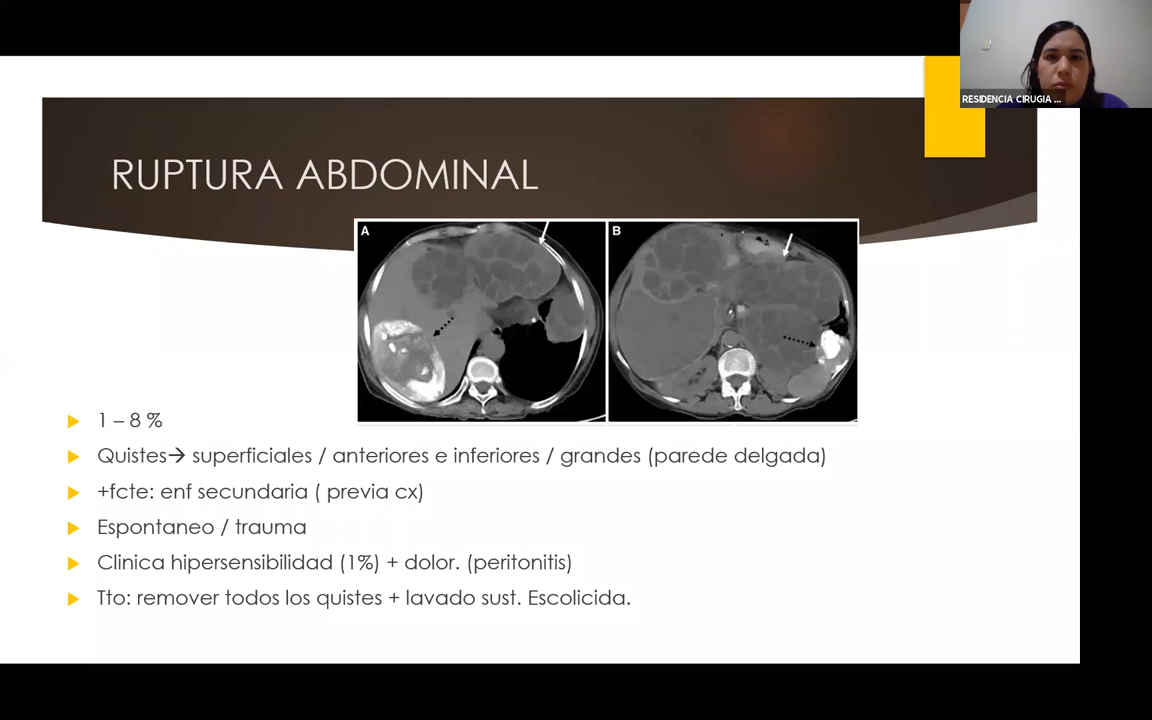 RESIDENCIA CIRUGIA ...
RUPTURA ABDOMINAL
A
B
1 – 8 %
Quistes→ superficiales / anteriores e inferiores / grandes (parede delgada)
+fcte: enf secundaria ( previa cx)
Espontaneo / trauma
Clinica hipersensibilidad (1%) + dolor. (peritonitis)
Tto: remover todos los quistes + lavado sust. Escolicida.